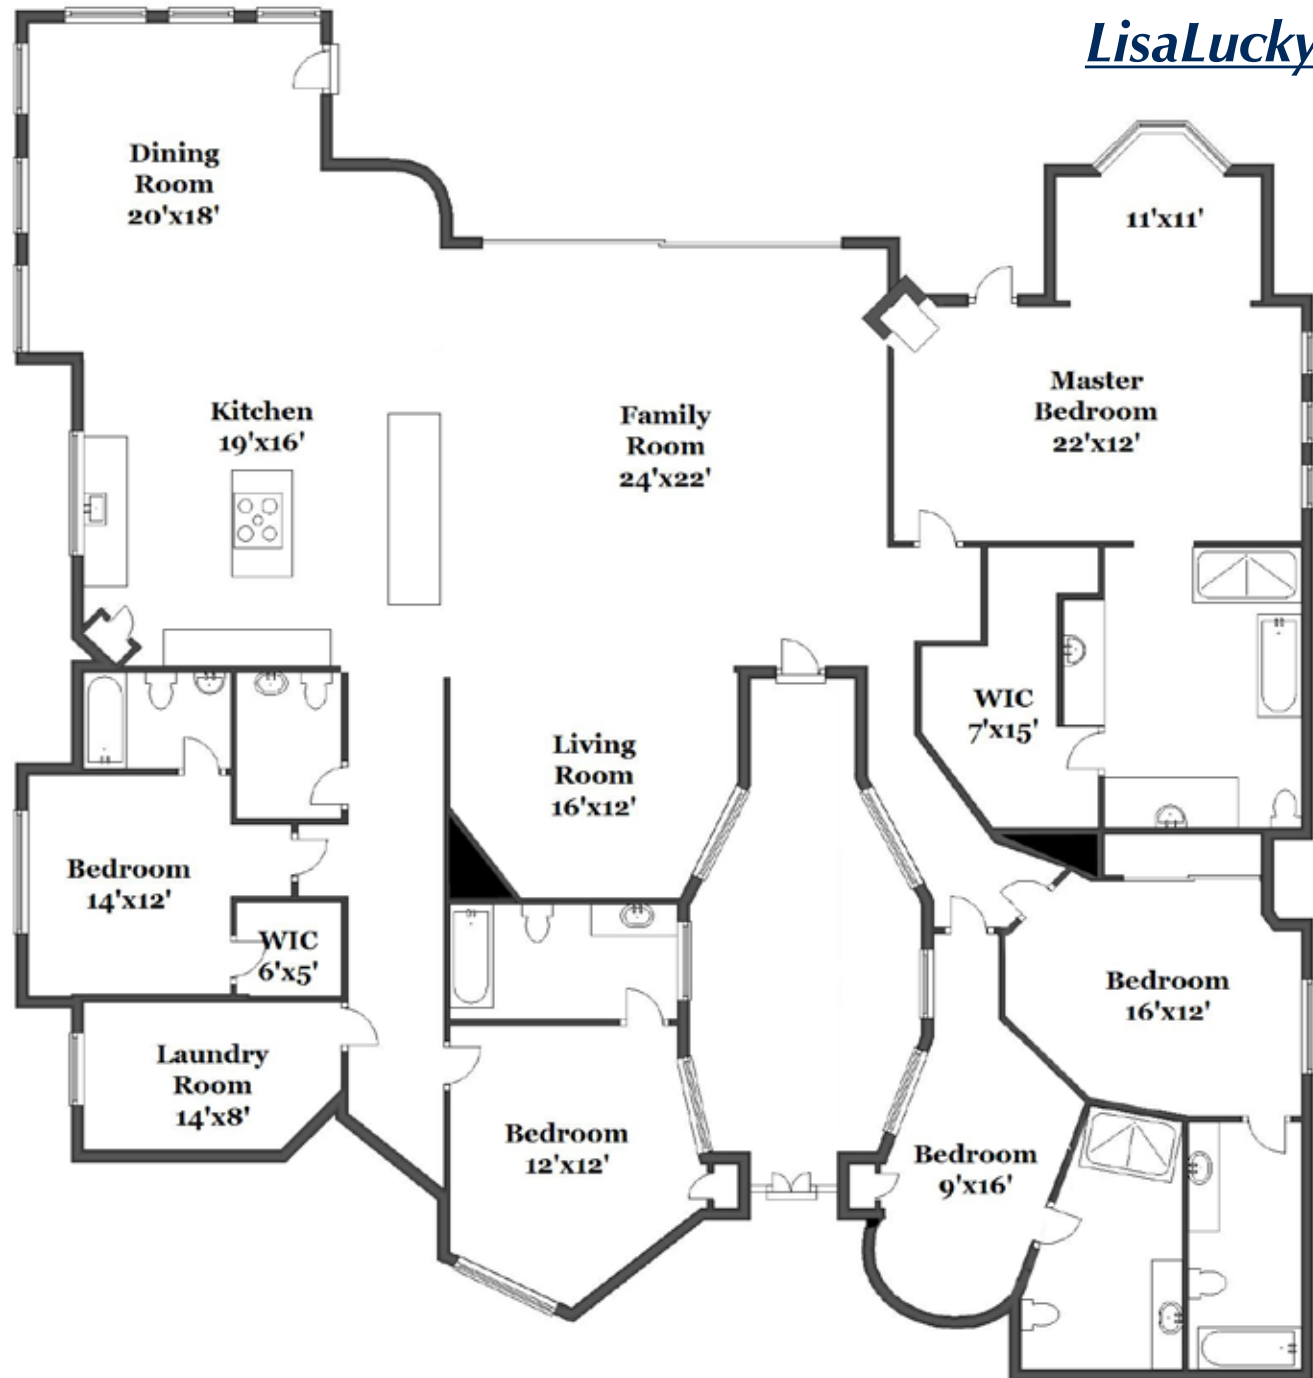 LisaLucky
Dining
Room
20'x18'
11'x11'
Kitchen
19'x16'
Family
Room
24'x22'
Master
Bedroom
22'x12'
WIC
7'x15'
Living
Room
16'x12'
Bedroom
14'x12'
WIC
6'x5'
Bedroom
16'x12'
Laundry
Room
14'x8'
Bedroom
12'x12'
Bedroom
9'x16'